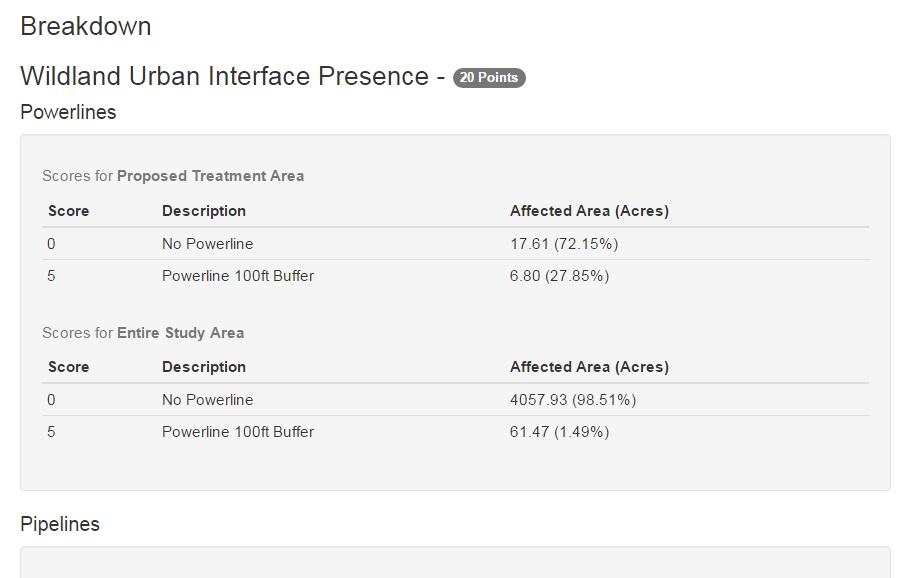 Breakdown
Wildland Urban Interface Presence - 20 Points
Powerlines
Scores for Proposed Treatment Area
Score Description Affected Area (Acres)
0 No Powerline 17.61 (72.15%)
5 Powerline 100ft Buffer 6.80 (27.85%)
Scores for Entire Study Area
Score Description Affected Area (Acres)
0 No Powerline 4057.93 (98.51%)
5 Powerline 100ft Buffer 61.47 (1.49%)
Pipelines